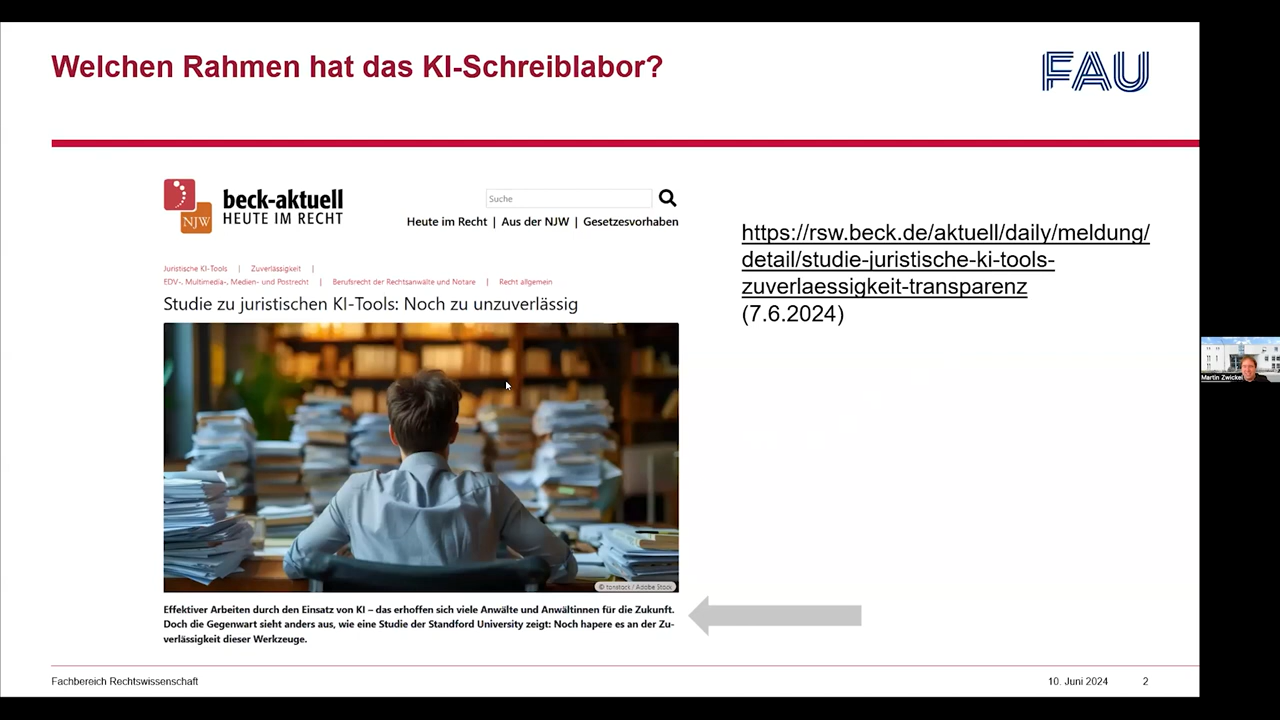 Welchen Rahmen hat das KI-Schreiblabor?
FAU
beck-aktuell
HEUTE IM RECHT
NJW
Suche
Heute im Recht | Aus der NJW | Gesetzesvorhaben
Juristische KI-Tools | Zuverlässigkeit |
EDV-, Multimedia-, Medien- und Postrecht | Berufsrecht der Rechtsanwälte und Notare | Recht allgemein
Studie zu juristischen KI-Tools: Noch zu unzuverlässig
© tonstock / Adobe Stock
Effektiver Arbeiten durch den Einsatz von KI – das erhoffen sich viele Anwälte und Anwältinnen für die Zukunft.
Doch die Gegenwart sieht anders aus, wie eine Studie der Standford University zeigt: Noch hapere es an der Zu-
verlässigkeit dieser Werkzeuge.
https://rsw.beck.de/aktuell/daily/meldung/
detail/studie-juristische-ki-tools-
zuverlaessigkeit-transparenz
(7.6.2024)
Martin Zwickel
Fachbereich Rechtswissenschaft
10. Juni 2024
2